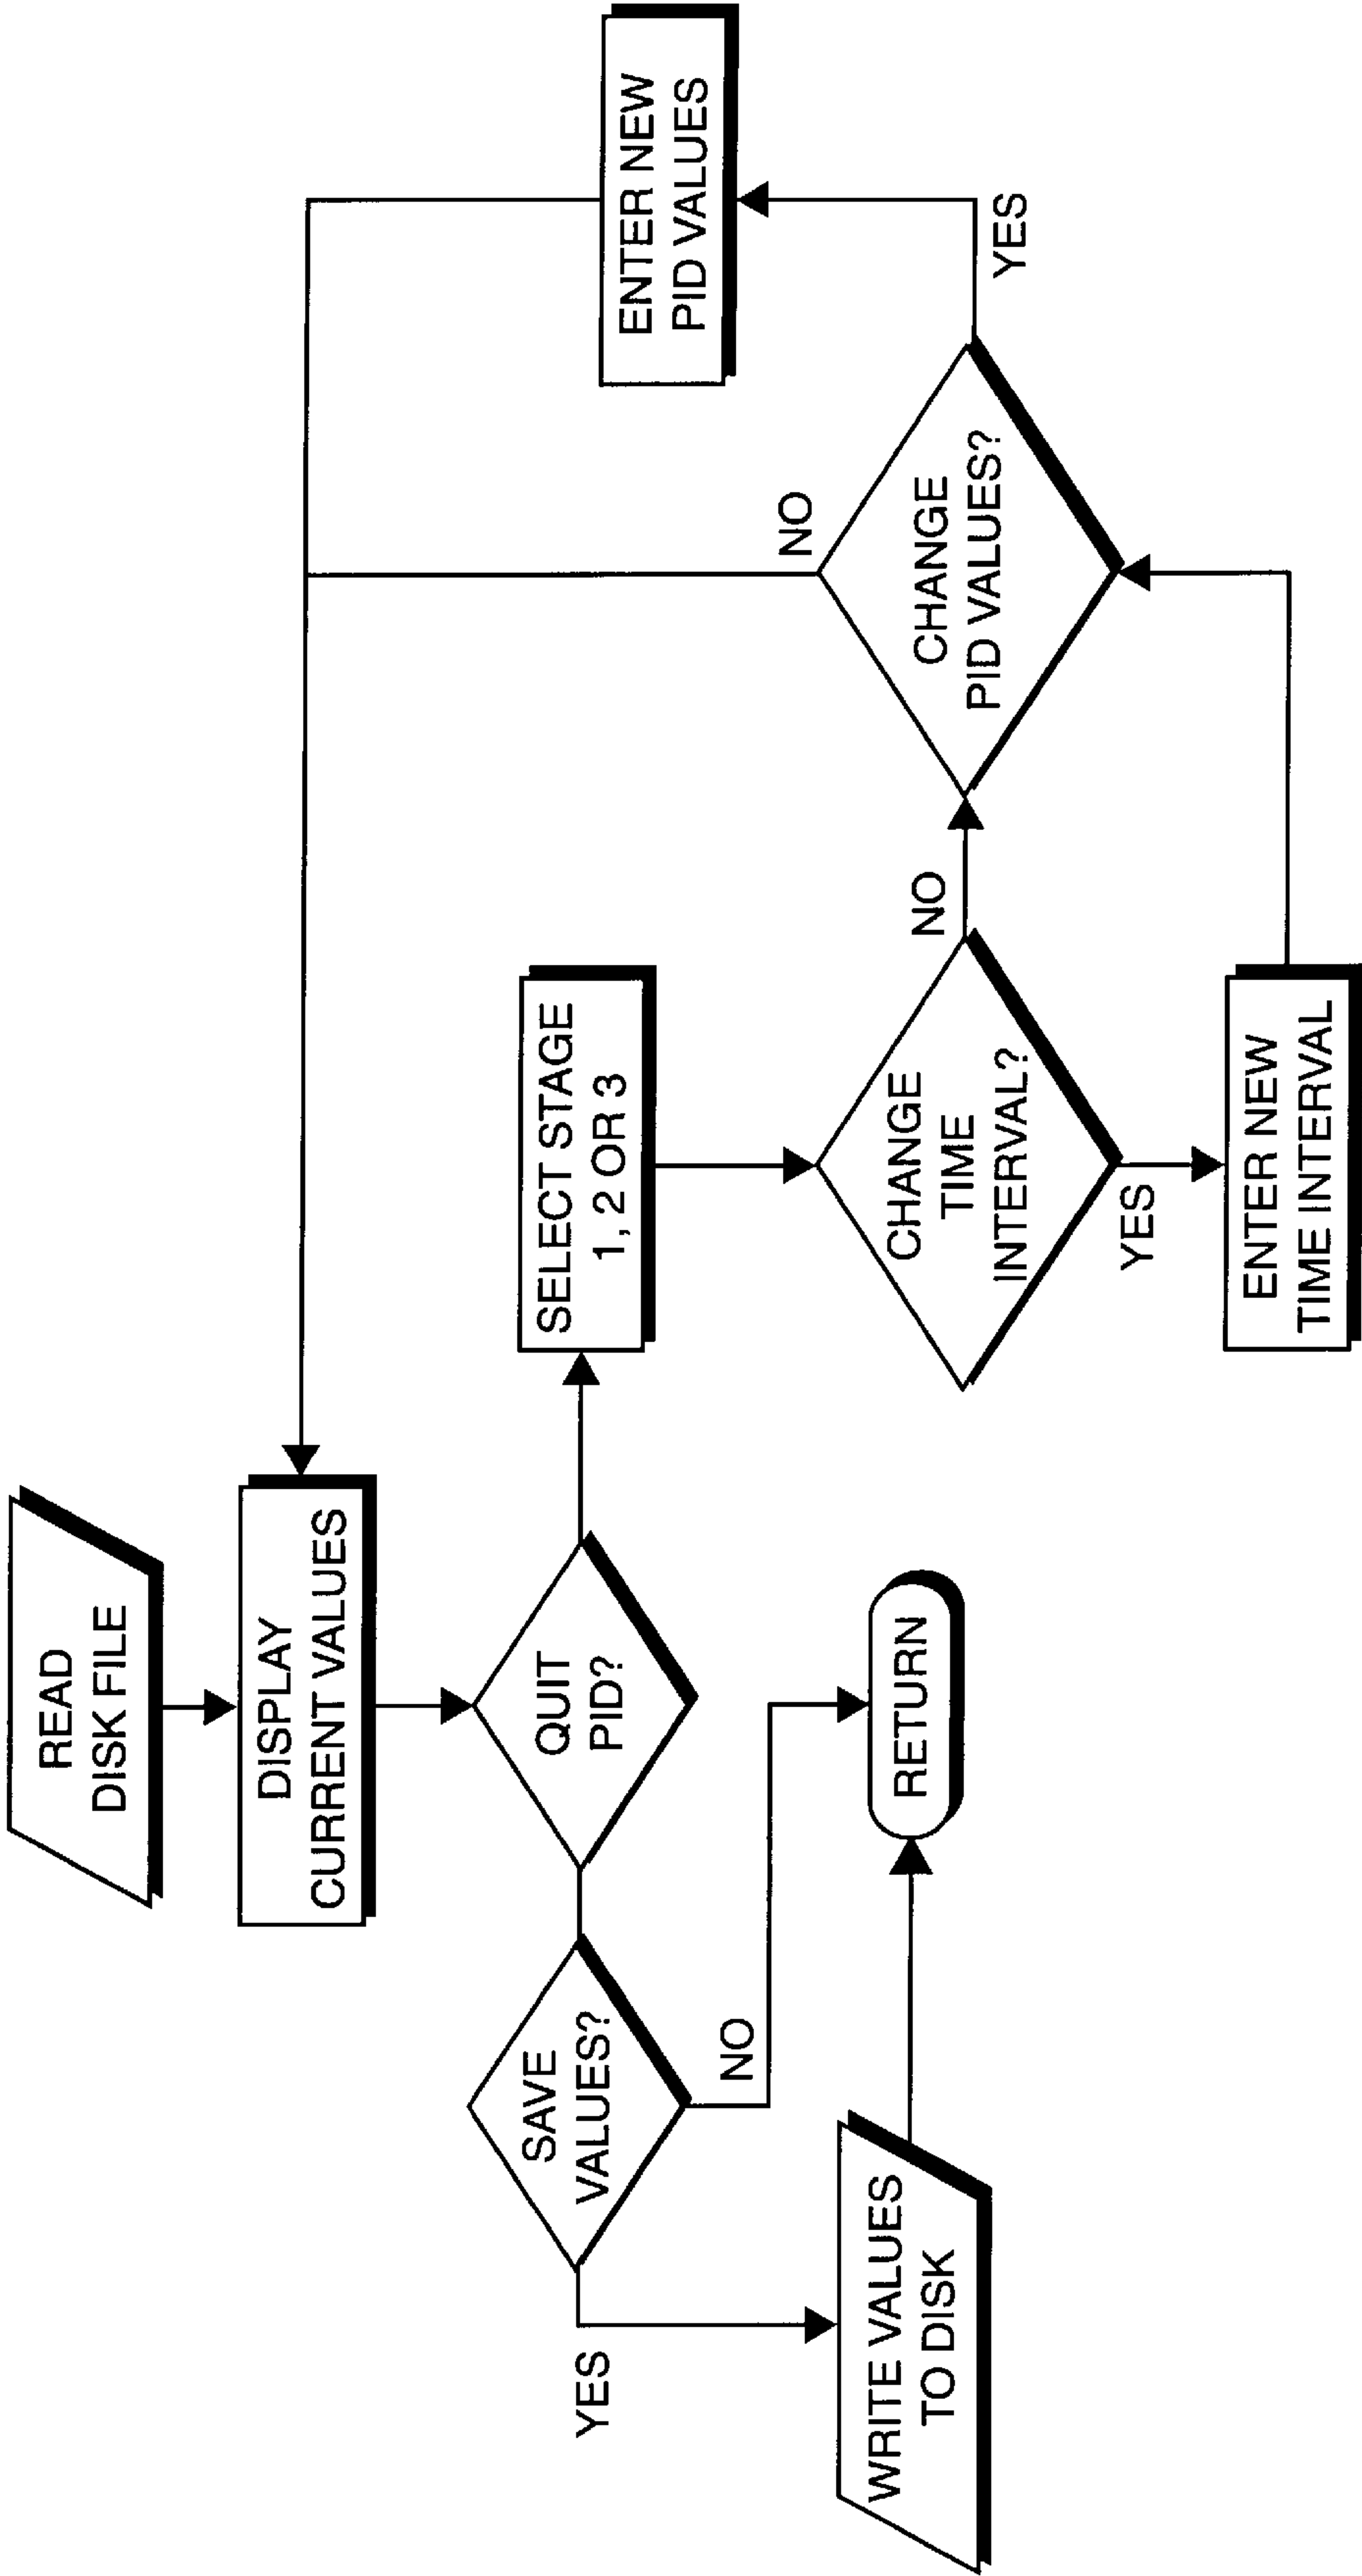 READ
DISK FILE
DISPLAY
CURRENT VALUES
QUIT
PID?
SAVE
VALUES?
YES
NO
WRITE VALUES
TO DISK
RETURN
SELECT STAGE
1, 2 OR 3
CHANGE
TIME
INTERVAL?
YES
NO
ENTER NEW
TIME INTERVAL
CHANGE
PID VALUES?
NO
YES
ENTER NEW
PID VALUES